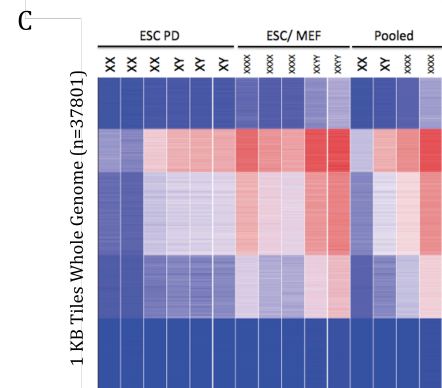 C
ESC PD ESC/ MEF Pooled
XX XX XX XY XY XY XXXX XXXX XXXX XXYY XXYY XX XY XXXX XXXX
1 KB Tiles Whole Genome (n=37801)